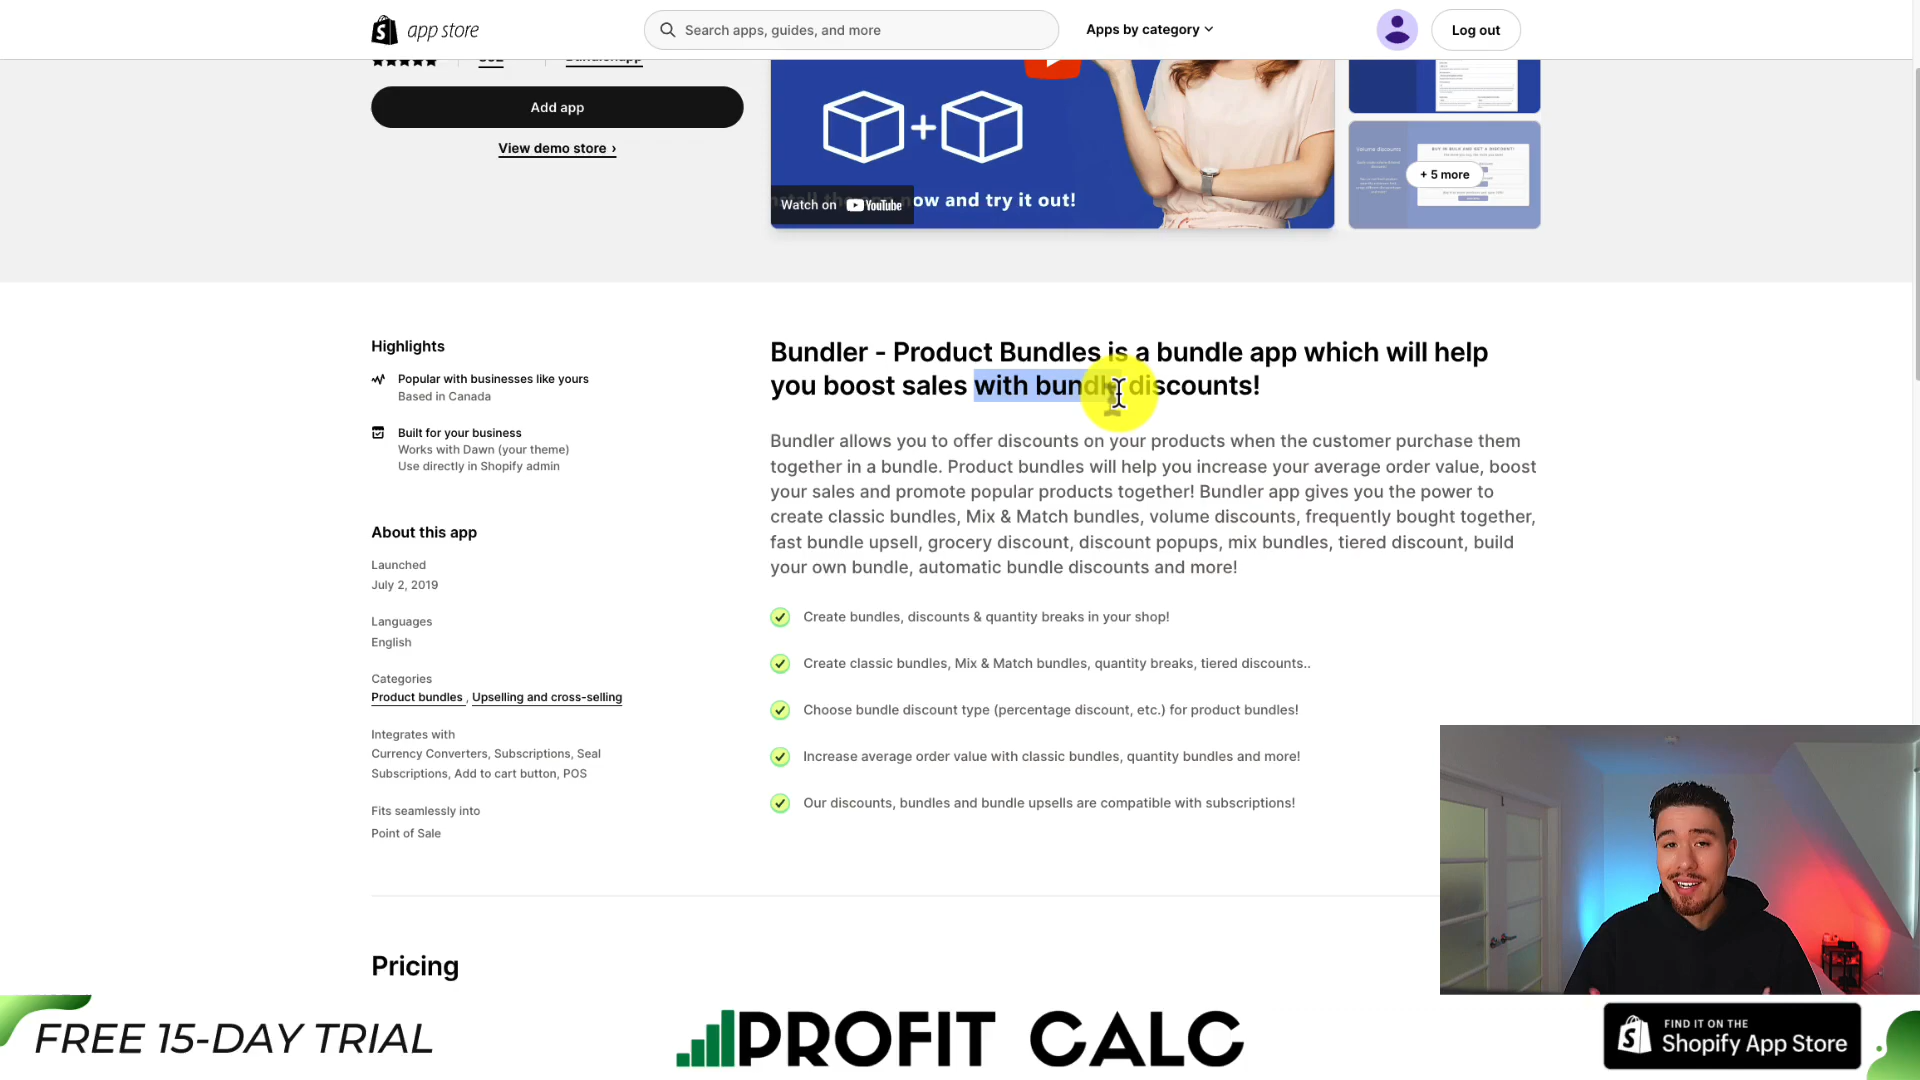 app store
Search apps, guides, and more
Apps by category
Log out
Add app
View demo store ›
Watch on YouTube
now and try it out!
Volume discounts
+ 5 more
Highlights
Popular with businesses like yours
Based in Canada
Built for your business
Works with Dawn (your theme)
Use directly in Shopify admin
About this app
Launched
July 2, 2019
Languages
English
Categories
Product bundles , Upselling and cross-selling
Integrates with
Currency Converters, Subscriptions, Seal
Subscriptions, Add to cart button, POS
Fits seamlessly into
Point of Sale
Bundler - Product Bundles is a bundle app which will help
you boost sales with bundle discounts!
Bundler allows you to offer discounts on your products when the customer purchase them
together in a bundle. Product bundles will help you increase your average order value, boost
your sales and promote popular products together! Bundler app gives you the power to
create classic bundles, Mix & Match bundles, volume discounts, frequently bought together,
fast bundle upsell, grocery discount, discount popups, mix bundles, tiered discount, build
your own bundle, automatic bundle discounts and more!
Create bundles, discounts & quantity breaks in your shop!
Create classic bundles, Mix & Match bundles, quantity breaks, tiered discounts..
Choose bundle discount type (percentage discount, etc.) for product bundles!
Increase average order value with classic bundles, quantity bundles and more!
Our discounts, bundles and bundle upsells are compatible with subscriptions!
Pricing
FREE 15-DAY TRIAL
PROFIT CALC
FIND IT ON THE
Shopify App Store